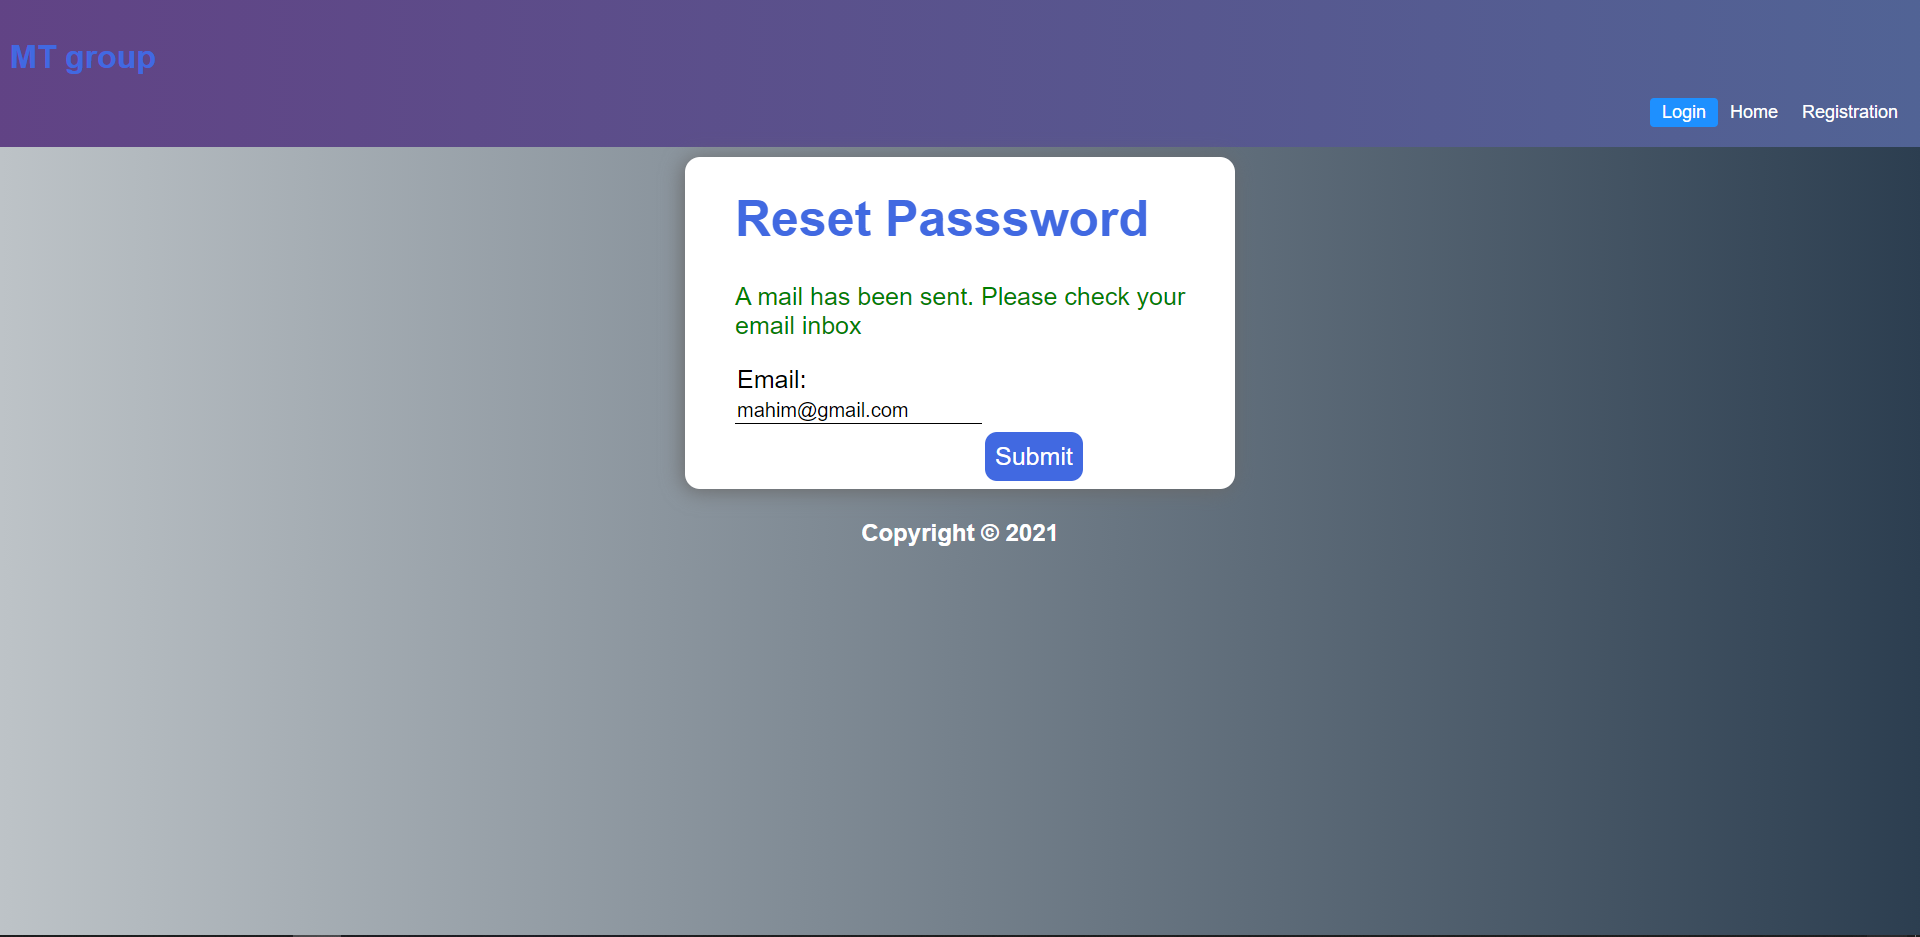 MT group
Login Home Registration
Reset Passsword
A mail has been sent. Please check your
email inbox
Email:
mahim@gmail.com
Submit
Copyright © 2021